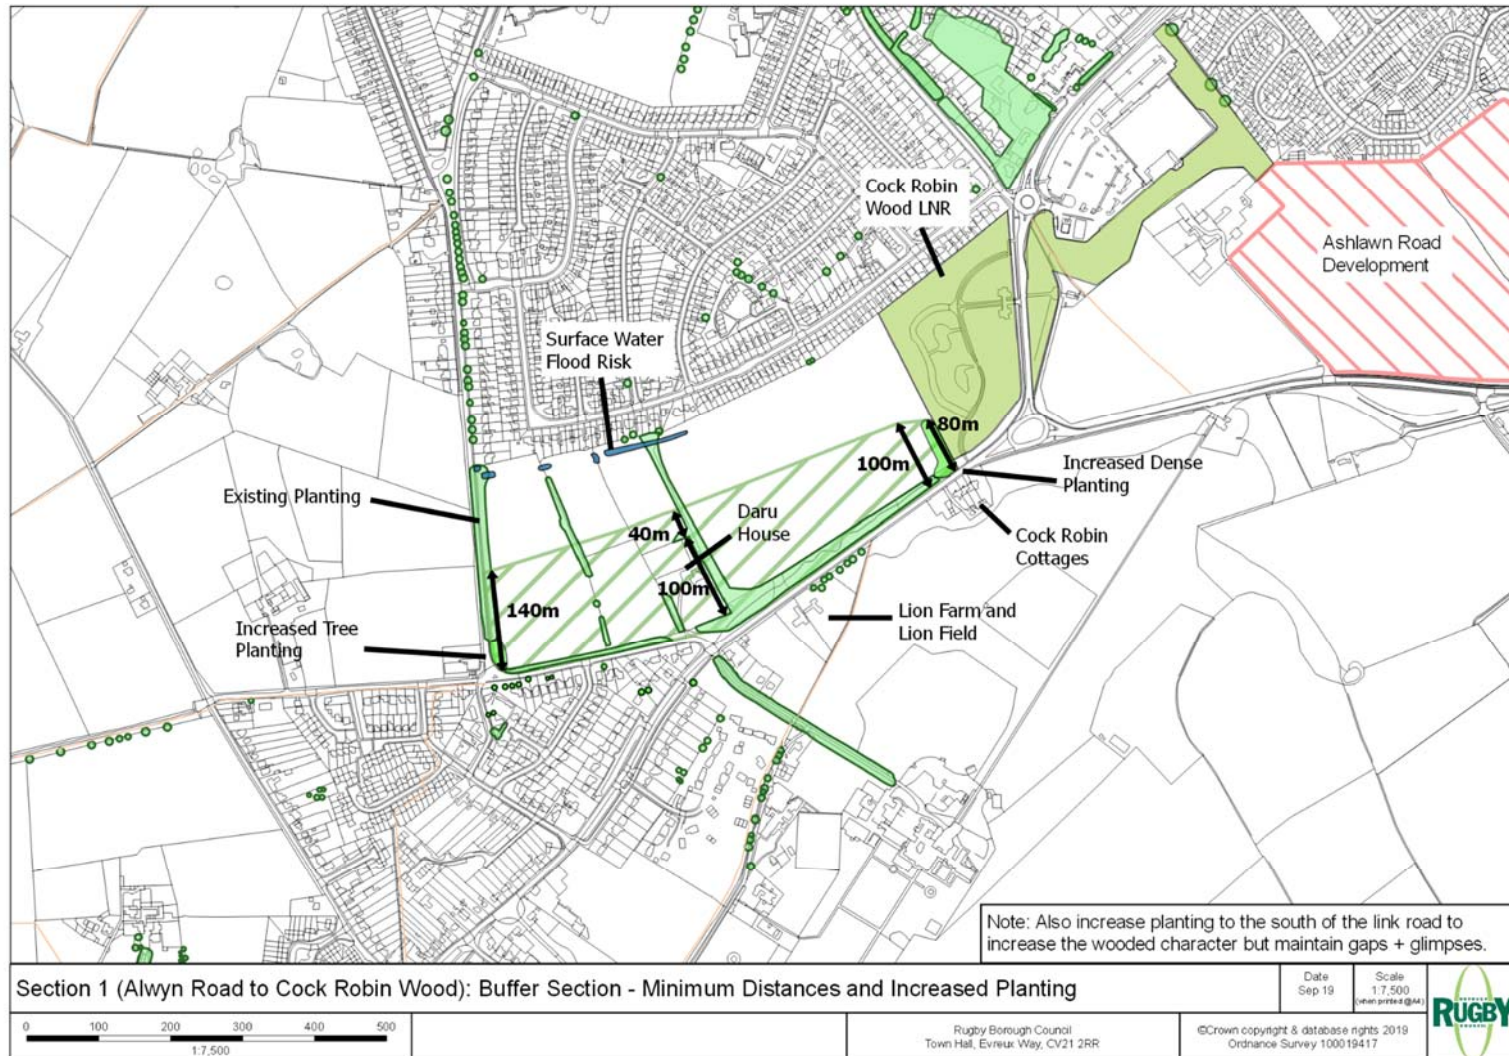 Cock Robin
Wood LNR
Ashlawn Road
Development
Surface Water
Flood Risk
80m
100m
Increased Dense
Planting
Existing Planting
Daru
House
40m
Cock Robin
Cottages
100m
140m
Lion Farm and
Lion Field
Increased Tree
Planting
Note: Also increase planting to the south of the link road to
increase the wooded character but maintain gaps + glimpses.
Section 1 (Alwyn Road to Cock Robin Wood): Buffer Section - Minimum Distances and Increased Planting
Date
Sep 19
Scale
1:7,500
(when printed @A4)
0 100 200 300 400 500
1:7,500
Rugby Borough Council
Town Hall, Evreux Way, CV21 2RR
©Crown copyright & database rights 2019
Ordnance Survey 100019417
RUGBY